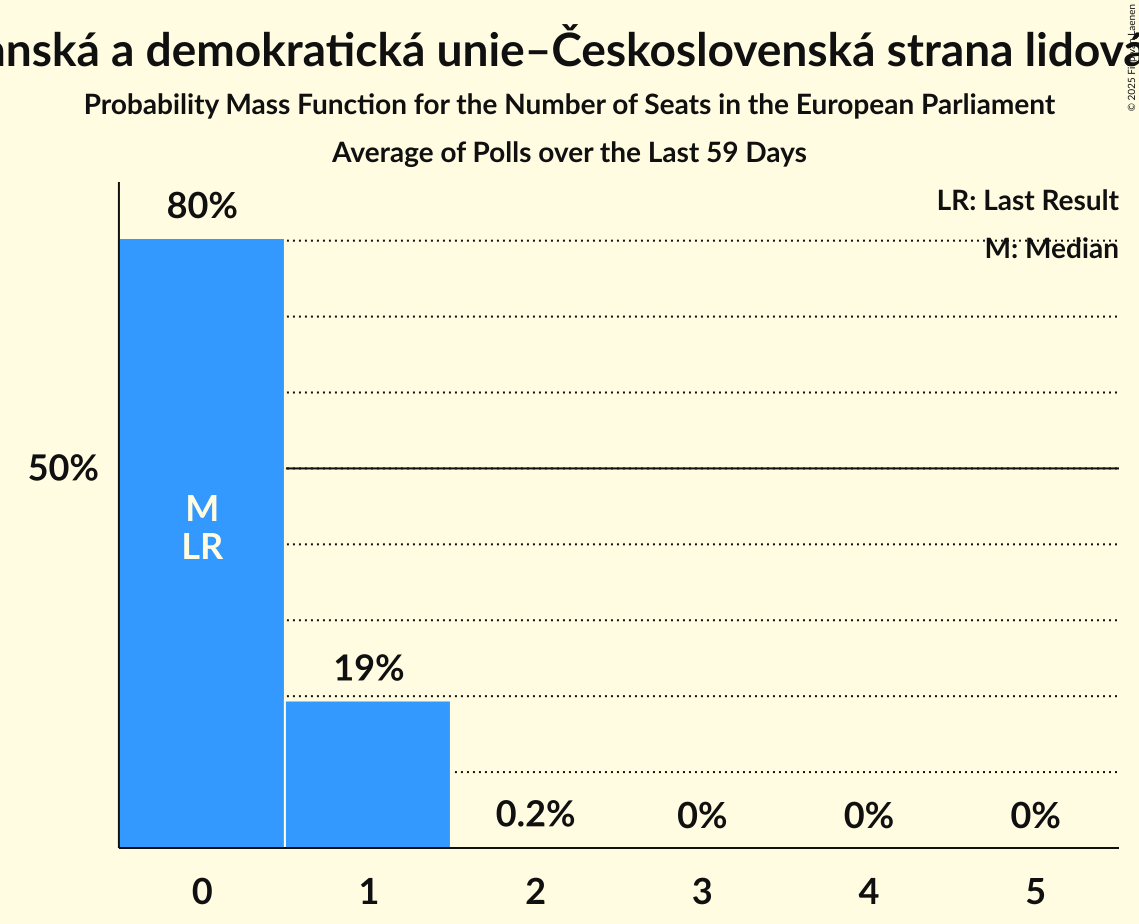 a demokratická unie–Československá strana
Probability Mass Function for the Number of Seats in the European Parliament
Average of Polls over the Last 59 Days
© 2025
80%
LR: Last Result
M: Median
50%
M
LR
19%
0.2%
0%
0%
0%
0
1
2
3
4
5